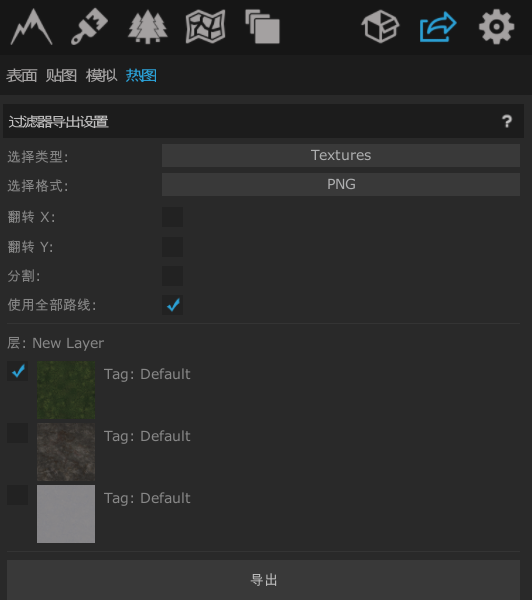 表面 贴图 模拟 热图
过滤器导出设置 ?
选择类型: Textures
选择格式: PNG
翻转 X:
翻转 Y:
分割:
使用全部路线:
层: New Layer
Tag: Default
Tag: Default
Tag: Default
导出